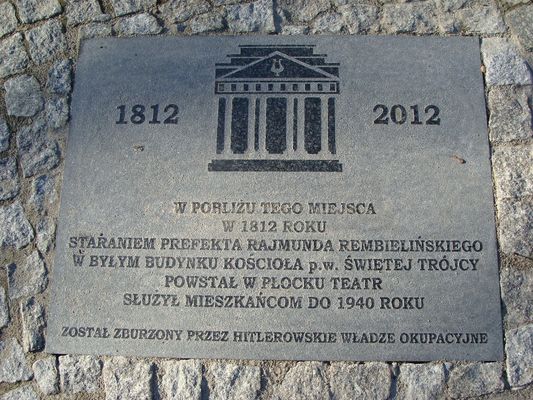 1812 2012
W POBLIŻU TEGO MIEJSCA
W 1812 ROKU
STARANIEM PREFEKTA RAJMUNDA REMBIELIŃSKIEGO
W BYŁYM BUDYNKU KOŚCIOŁA p.w. ŚWIĘTEJ TRÓJCY
POWSTAŁ W PŁOCKU TEATR
SŁUŻYŁ MIESZKAŃCOM DO 1940 ROKU
ZOSTAŁ ZBURZONY PRZEZ HITLEROWSKIE WŁADZE OKUPACYJNE